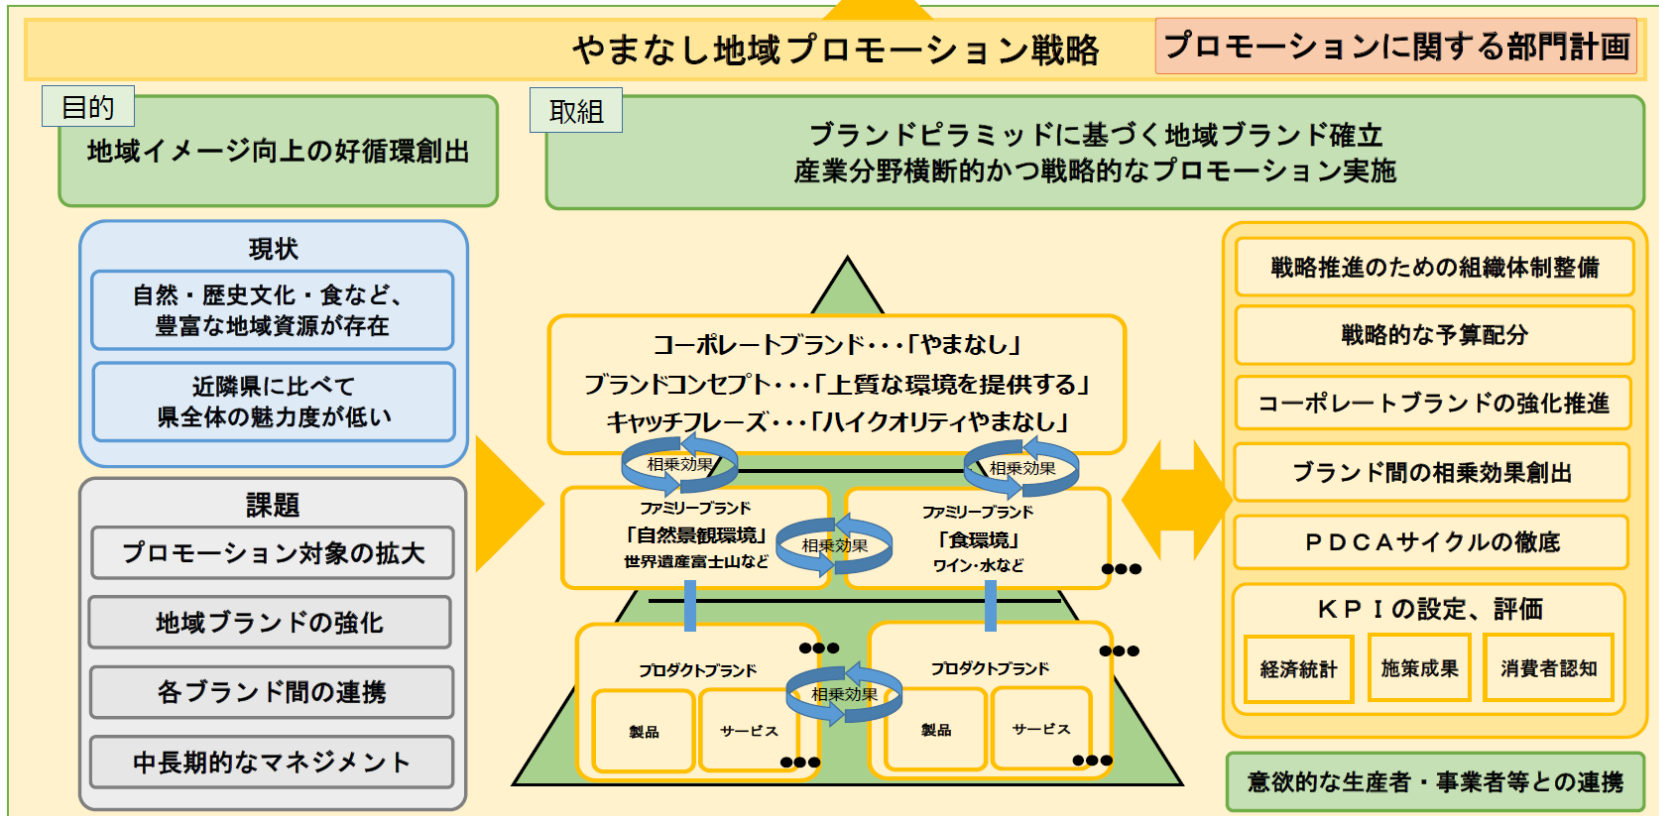 やまなし地域プロモーション戦略
プロモーションに関する部門計画
目的
地域イメージ向上の好循環創出
取組
ブランドピラミッドに基づく地域ブランド確立
産業分野横断的かつ戦略的なプロモーション実施
現状
自然・歴史文化・食など、
豊富な地域資源が存在
近隣県に比べて
県全体の魅力度が低い
課題
プロモーション対象の拡大
地域ブランドの強化
各ブランド間の連携
中長期的なマネジメント
コーポレートブランド・・・「やまなし」
ブランドコンセプト・・・「上質な環境を提供する」
キャッチフレーズ・・・「ハイクオリティやまなし」
相乗効果
相乗効果
ファミリーブランド
「自然景観環境」
世界遺産富士山など
相乗効果
ファミリーブランド
「食環境」
ワイン・水など
●●●
●●●
プロダクトブランド
製品
サービス
●●●
相乗効果
●●●
プロダクトブランド
製品
サービス
●●●
戦略推進のための組織体制整備
戦略的な予算配分
コーポレートブランドの強化推進
ブランド間の相乗効果創出
ＰＤＣＡサイクルの徹底
ＫＰＩの設定、評価
経済統計
施策成果
消費者認知
意欲的な生産者・事業者等との連携